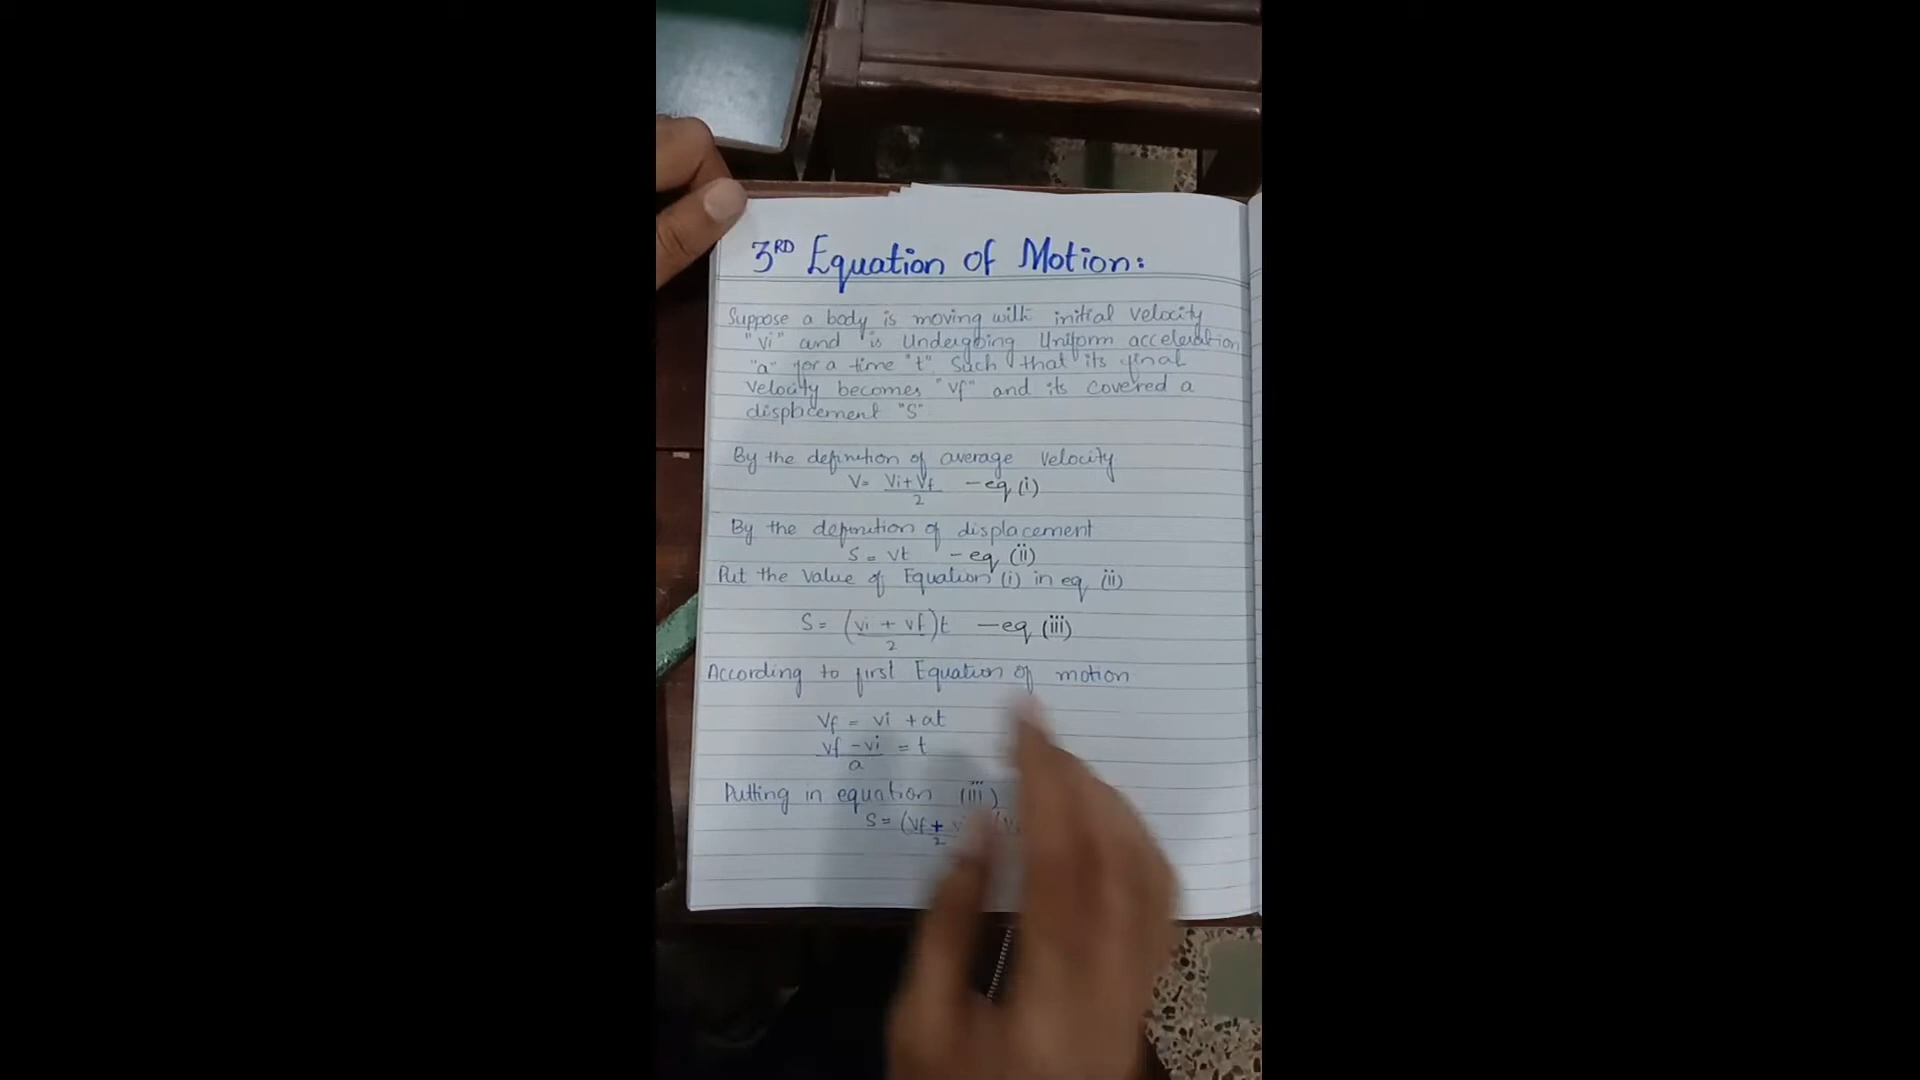 3RD Equation of Motion:
Suppose a body is moving with initial velocity
"vi" and is Undergoing Uniform acceleration
"a" for a time "t". Such that its final
velocity becomes "vf" and its covered a
displacement "S"
By the definition of average velocity
V= Vi+Vf/2 -eq (i)
By the definition of displacement
S = vt -eq (ii)
Put the value of Equation (i) in eq (ii)
S= (vi + vf/2)t -eq (iii)
According to first Equation of motion
Vf = vi + at
vf - vi/a = t
Putting in equation (iii)
S= (Vf + v /2 (V